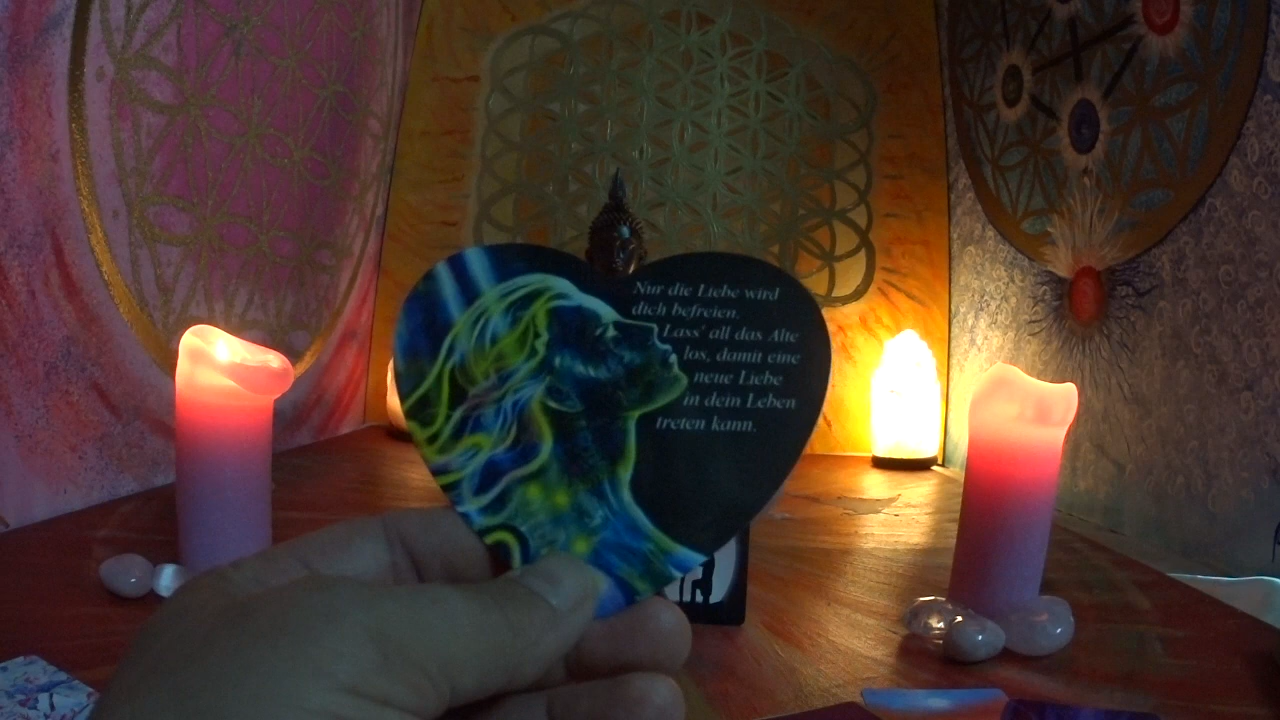 Nur die Liebe wird
dich befreien.
Lass' all das Alte
los, damit eine
neue Liebe
in dein Leben
treten kann.